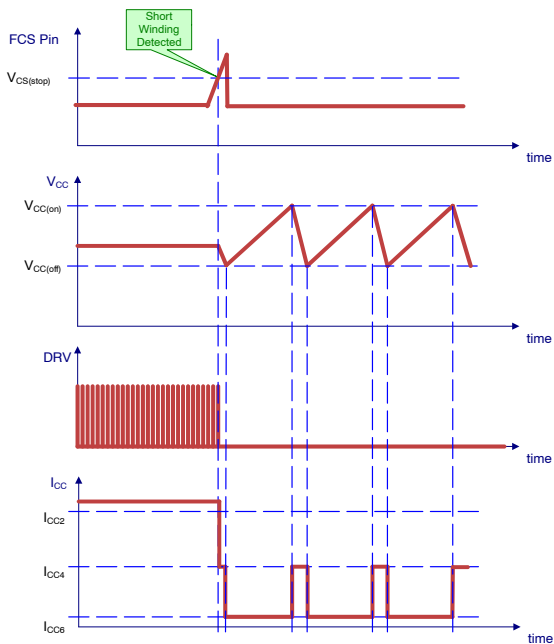 Short
Winding
Detected
FCS Pin
VCS(stop)
time
VCC
VCC(on)
VCC(off)
time
DRV
time
ICC
ICC2
ICC4
ICC6
time